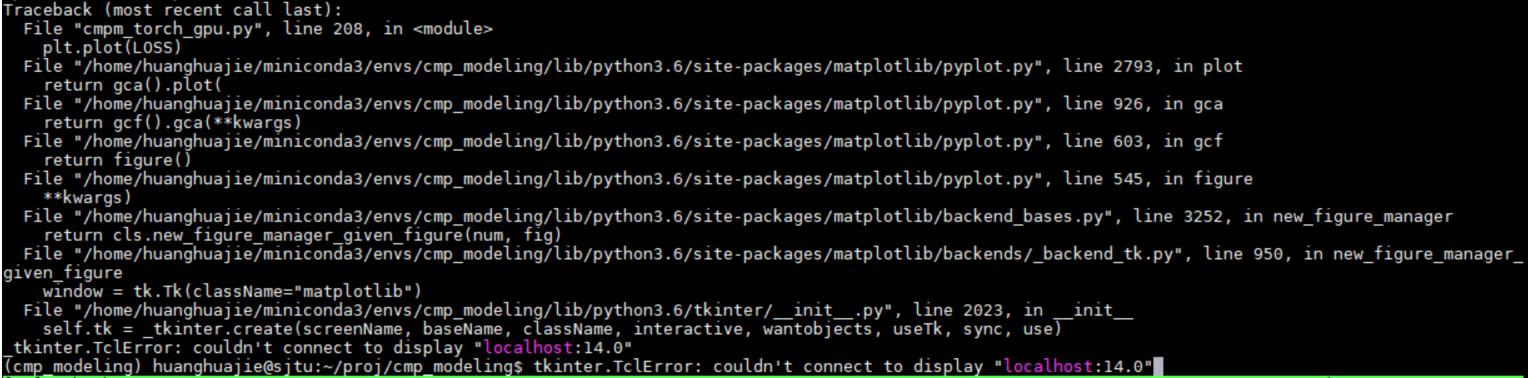 Traceback (most recent call last):
  File "cmpm_torch_gpu.py", line 208, in <module>
    plt.plot(LOSS)
  File "/home/huanghuajie/miniconda3/envs/cmp_modeling/lib/python3.6/site-packages/matplotlib/pyplot.py", line 2793, in plot
    return gca().plot(
  File "/home/huanghuajie/miniconda3/envs/cmp_modeling/lib/python3.6/site-packages/matplotlib/pyplot.py", line 926, in gca
    return gcf().gca(**kwargs)
  File "/home/huanghuajie/miniconda3/envs/cmp_modeling/lib/python3.6/site-packages/matplotlib/pyplot.py", line 603, in gcf
    return figure()
  File "/home/huanghuajie/miniconda3/envs/cmp_modeling/lib/python3.6/site-packages/matplotlib/pyplot.py", line 545, in figure
    **kwargs)
  File "/home/huanghuajie/miniconda3/envs/cmp_modeling/lib/python3.6/site-packages/matplotlib/backend_bases.py", line 3252, in new_figure_manager
    return cls.new_figure_manager_given_figure(num, fig)
  File "/home/huanghuajie/miniconda3/envs/cmp_modeling/lib/python3.6/site-packages/matplotlib/backends/_backend_tk.py", line 950, in new_figure_manager_
given_figure
    window = tk.Tk(className="matplotlib")
  File "/home/huanghuajie/miniconda3/envs/cmp_modeling/lib/python3.6/tkinter/__init__.py", line 2023, in __init__
    self.tk = _tkinter.create(screenName, baseName, className, interactive, wantobjects, useTk, sync, use)
_tkinter.TclError: couldn't connect to display "localhost:14.0"
(cmp_modeling) huanghuajie@sjtu:~/proj/cmp_modeling$ tkinter.TclError: couldn't connect to display "localhost:14.0"